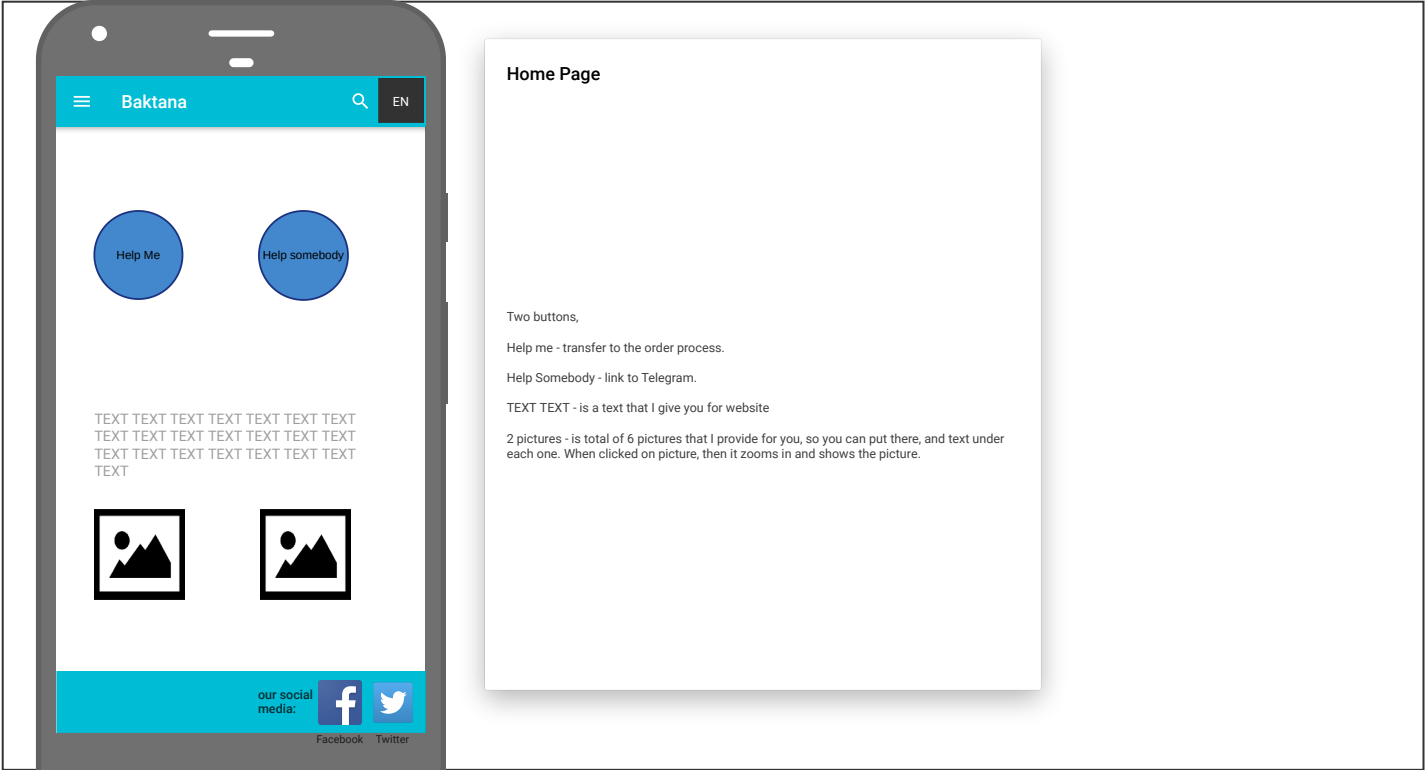 Baktana
EN
Help Me
Help somebody
TEXT TEXT TEXT TEXT TEXT TEXT TEXT
TEXT TEXT TEXT TEXT TEXT TEXT TEXT
TEXT TEXT TEXT TEXT TEXT TEXT TEXT
TEXT
our social
media:
Facebook
Twitter
Home Page
Two buttons,
Help me - transfer to the order process.
Help Somebody - link to Telegram.
TEXT TEXT - is a text that I give you for website
2 pictures - is total of 6 pictures that I provide for you, so you can put there, and text under
each one. When clicked on picture, then it zooms in and shows the picture.